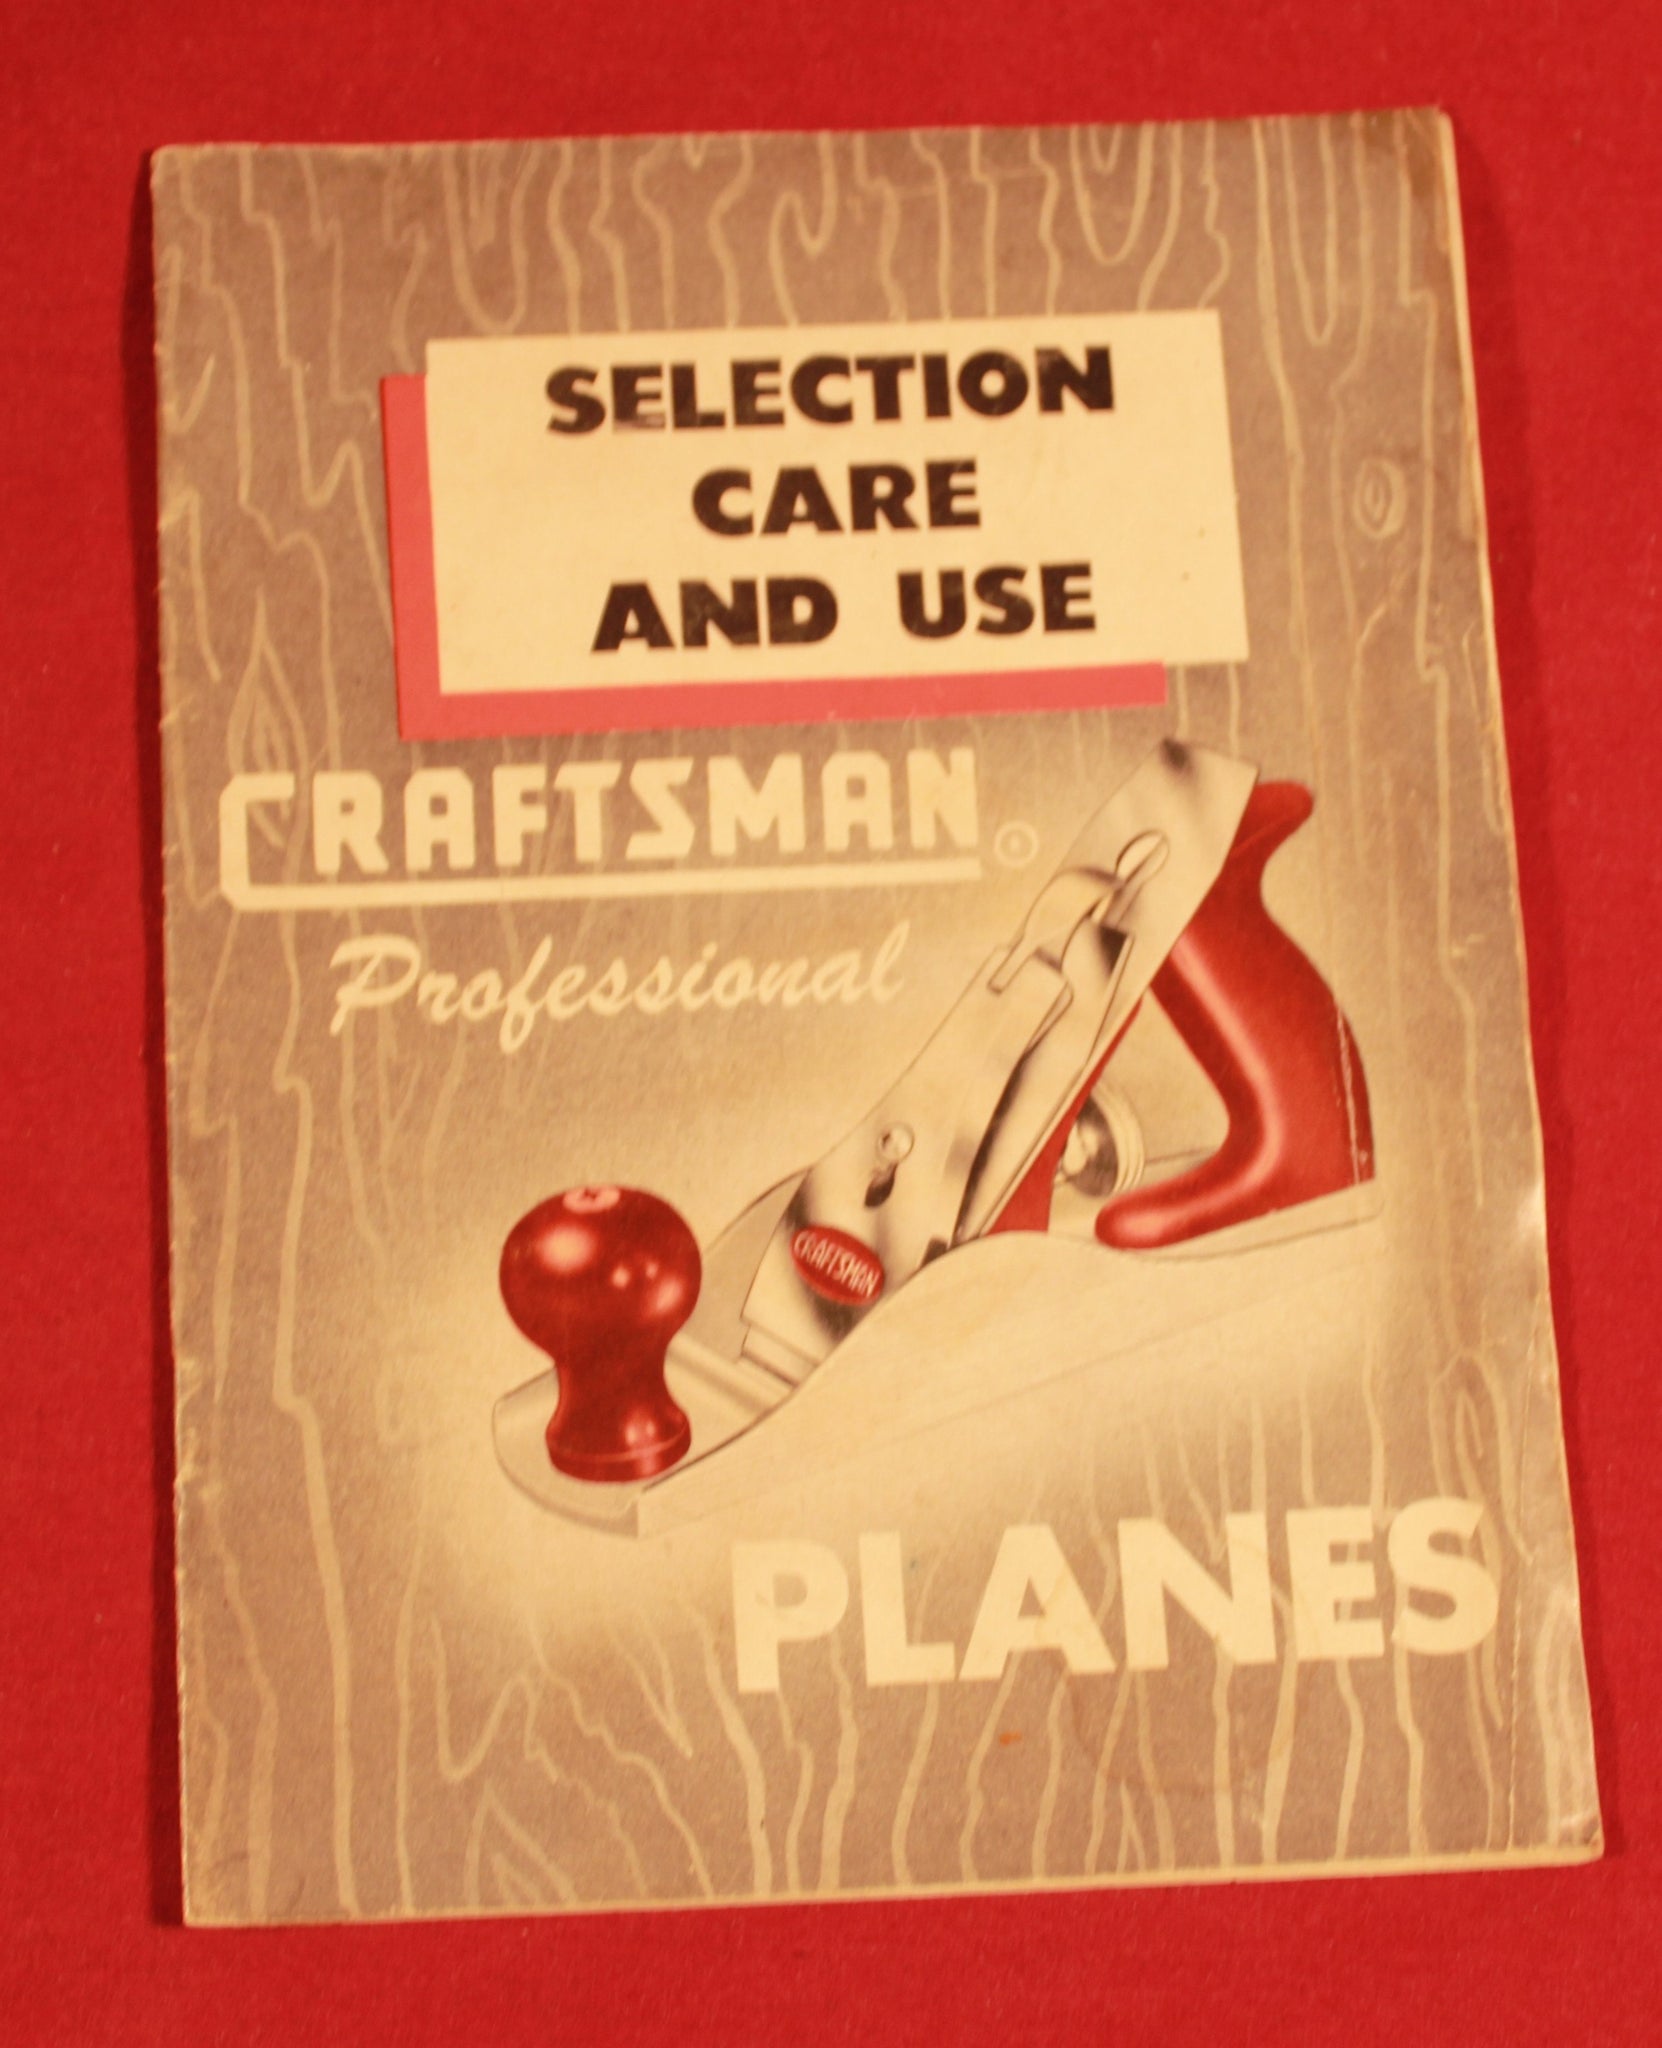 SELECTION
CARE
AND USE
CRAFTSMAN ®
Professional
CRAFTSMAN
PLANES